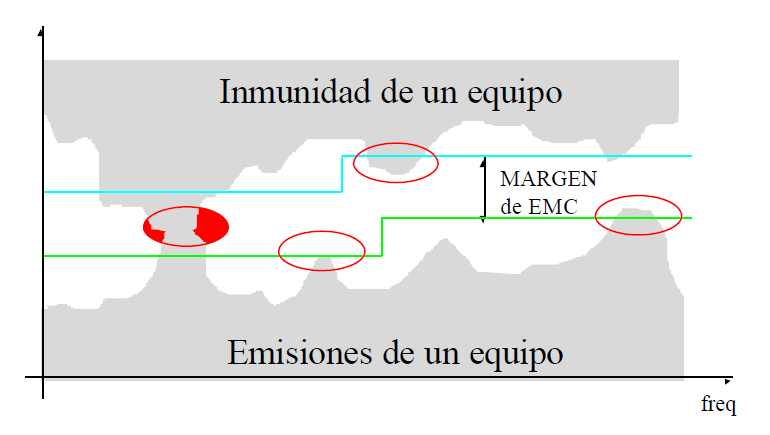 Inmunidad de un equipo
MARGEN
de EMC
Emisiones de un equipo
freq